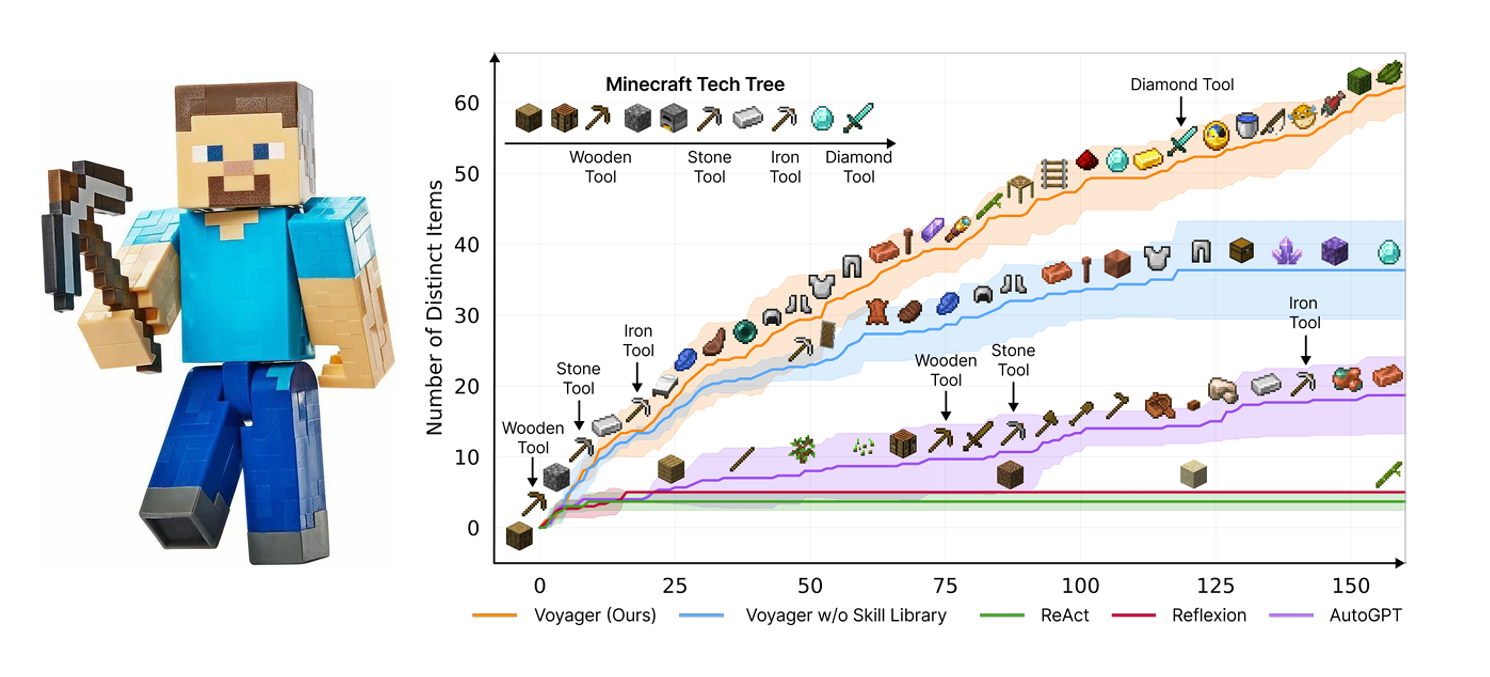 Minecraft Tech Tree
Wooden
Tool
Stone
Tool
Iron
Tool
Diamond
Tool
Number of Distinct Items
60
50
40
30
20
10
0
Wooden
Tool
Stone
Tool
Iron
Tool
Diamond Tool
Wooden
Tool
Stone
Tool
Iron
Tool
0 25 50 75 100 125 150
Voyager (Ours) Voyager w/o Skill Library ReAct Reflexion AutoGPT